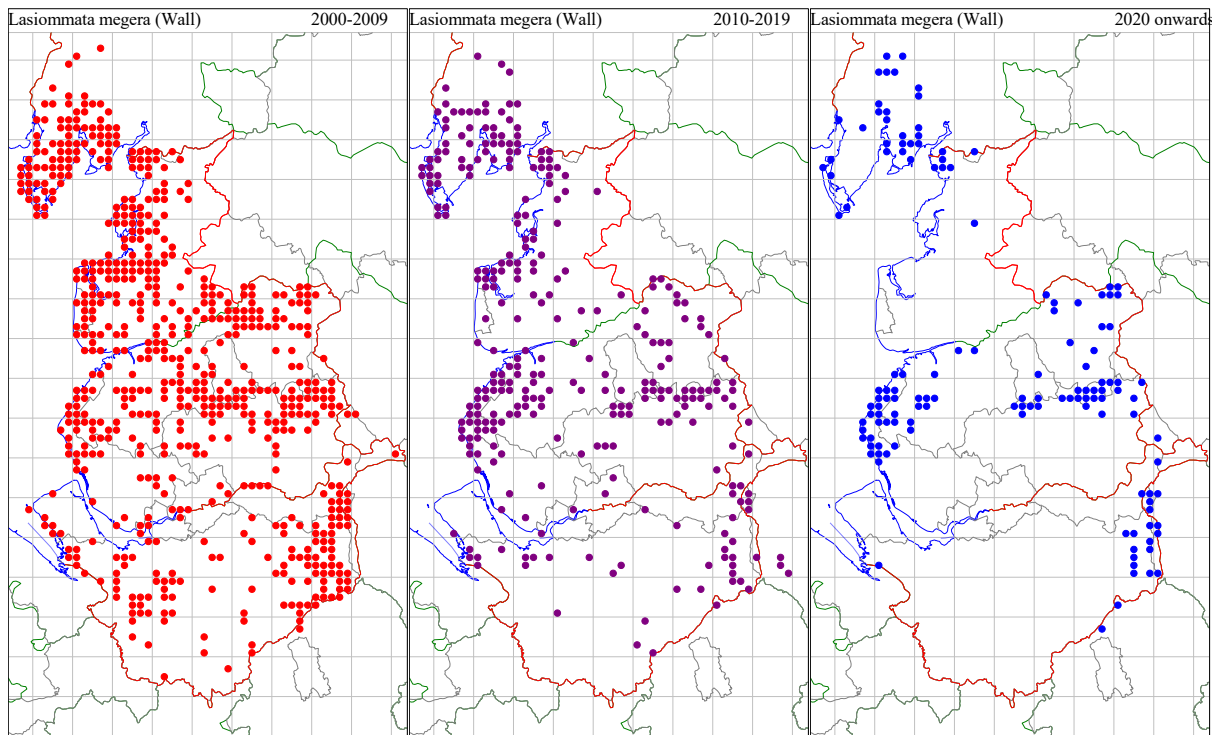 Lasiommata megera (Wall) 2000-2009
Lasiommata megera (Wall) 2010-2019
Lasiommata megera (Wall) 2020 onwards